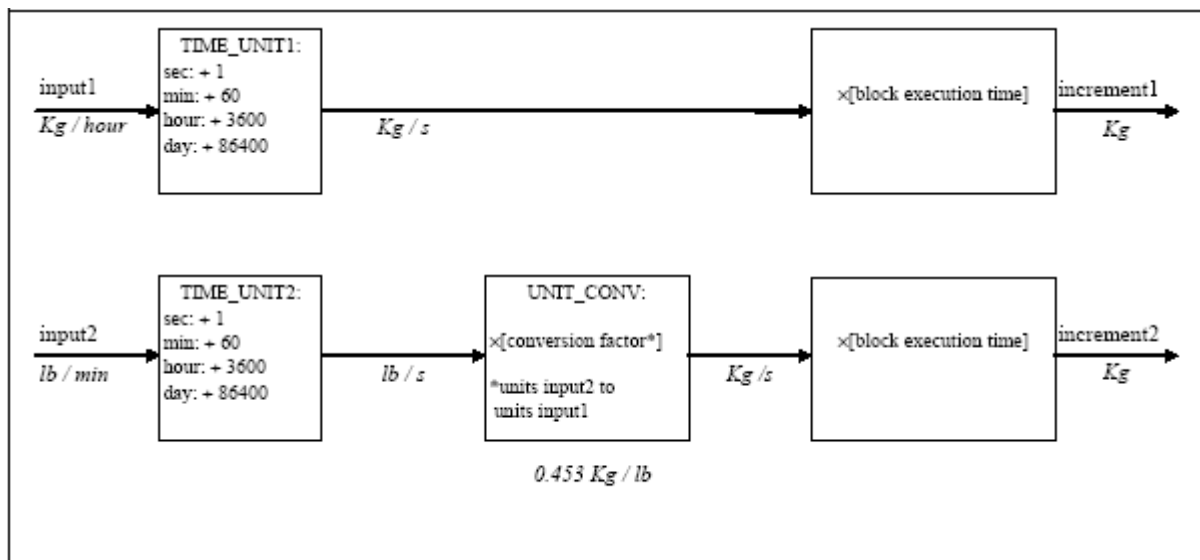 TIME_UNIT1:
sec: + 1
min: + 60
hour: + 3600
day: + 86400
input1
Kg / hour
Kg / s
×[block execution time]
increment1
Kg
TIME_UNIT2:
sec: + 1
min: + 60
hour: + 3600
day: + 86400
input2
lb / min
lb / s
UNIT_CONV:
×[conversion factor*]
*units input2 to
units input1
0.453 Kg / lb
Kg /s
×[block execution time]
increment2
Kg